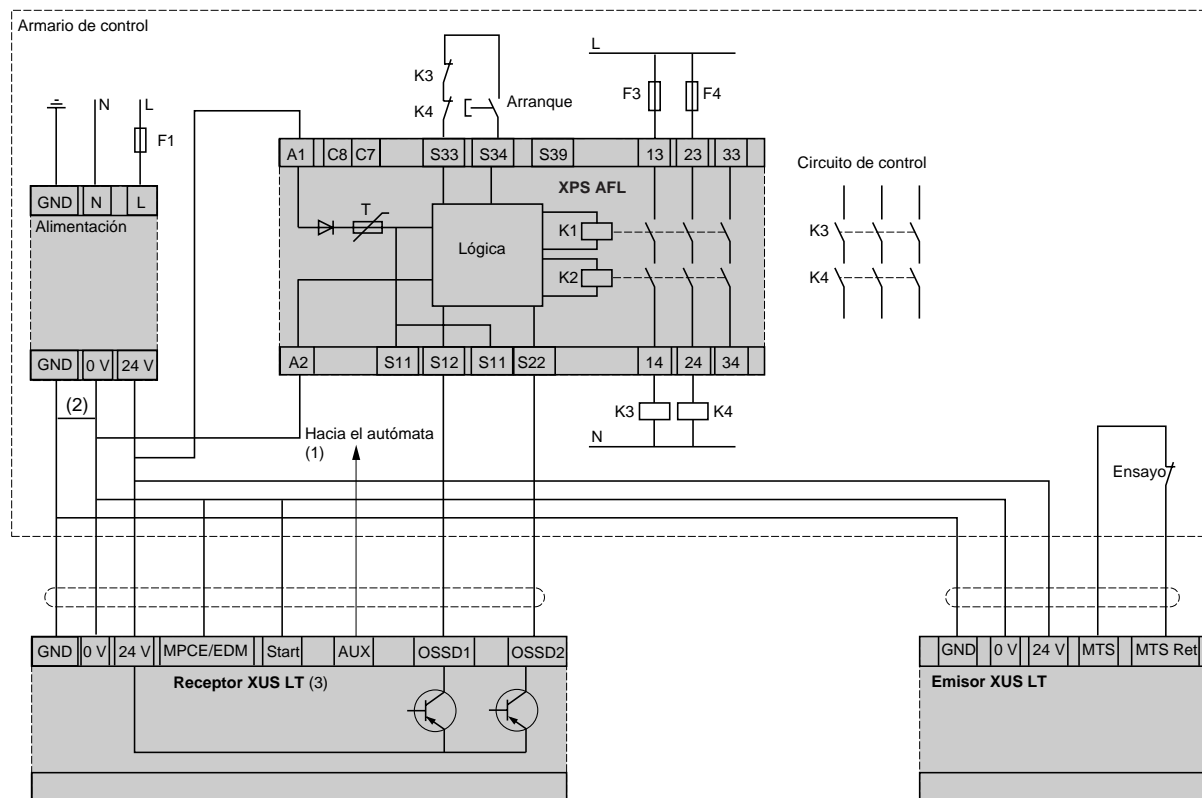 Armario de control
N
L
F1
GND
N
L
Alimentación
GND
0 V
24 V
(2)
K3
K4
Arranque
L
F3
F4
A1
C8
C7
S33
S34
S39
13
23
33
XPS AFL
T
Lógica
K1
K2
A2
S11
S12
S11
S22
14
24
34
Circuito de control
K3
K4
K3
K4
N
Hacia el autómata
(1)
Ensayo
GND
0 V
24 V
MPCE/EDM
Start
AUX
OSSD1
OSSD2
Receptor XUS LT (3)
GND
0 V
24 V
MTS
MTS Ret
Emisor XUS LT